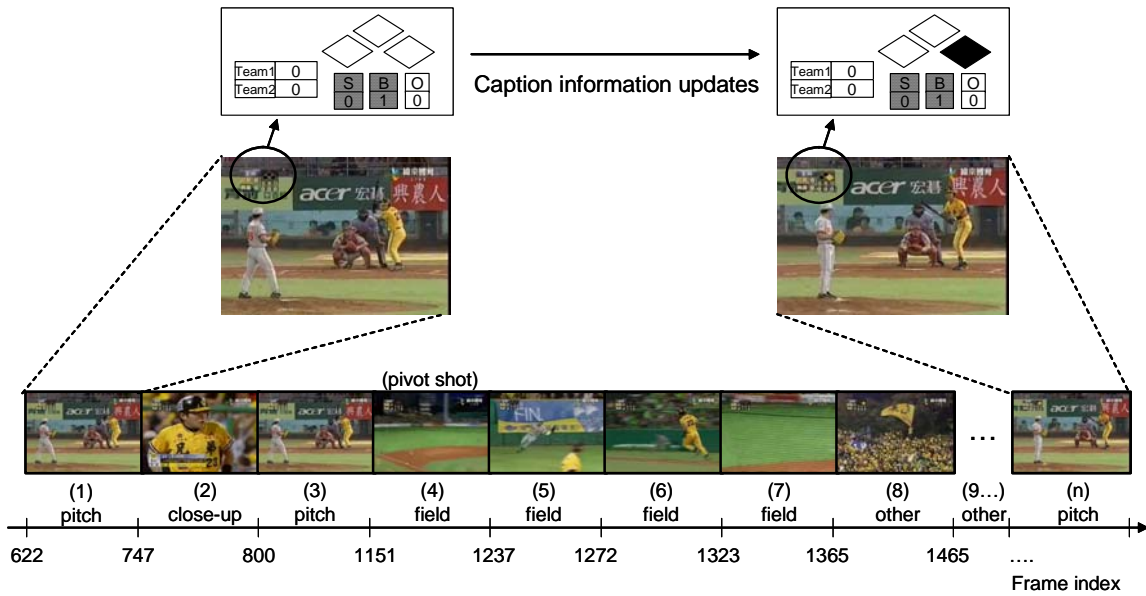 Team1 0
Team2 0
S B O
0 1 0
Caption information updates
Team1 0
Team2 0
S B O
0 1 0
acer 宏碁 興農人
acer 宏碁 興農人
(pivot shot)
FIN
(1) (2) (3) (4) (5) (6) (7) (8) (9...) (n)
pitch close-up pitch field field field field other other pitch
622 747 800 1151 1237 1272 1323 1365 1465 ....
Frame index